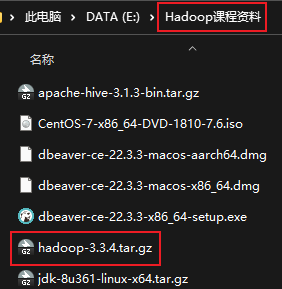 此电脑 > DATA (E:) > Hadoop课程资料
名称
apache-hive-3.1.3-bin.tar.gz
CentOS-7-x86_64-DVD-1810-7.6.iso
dbeaver-ce-22.3.3-macos-aarch64.dmg
dbeaver-ce-22.3.3-macos-x86_64.dmg
dbeaver-ce-22.3.3-x86_64-setup.exe
hadoop-3.3.4.tar.gz
jdk-8u361-linux-x64.tar.gz